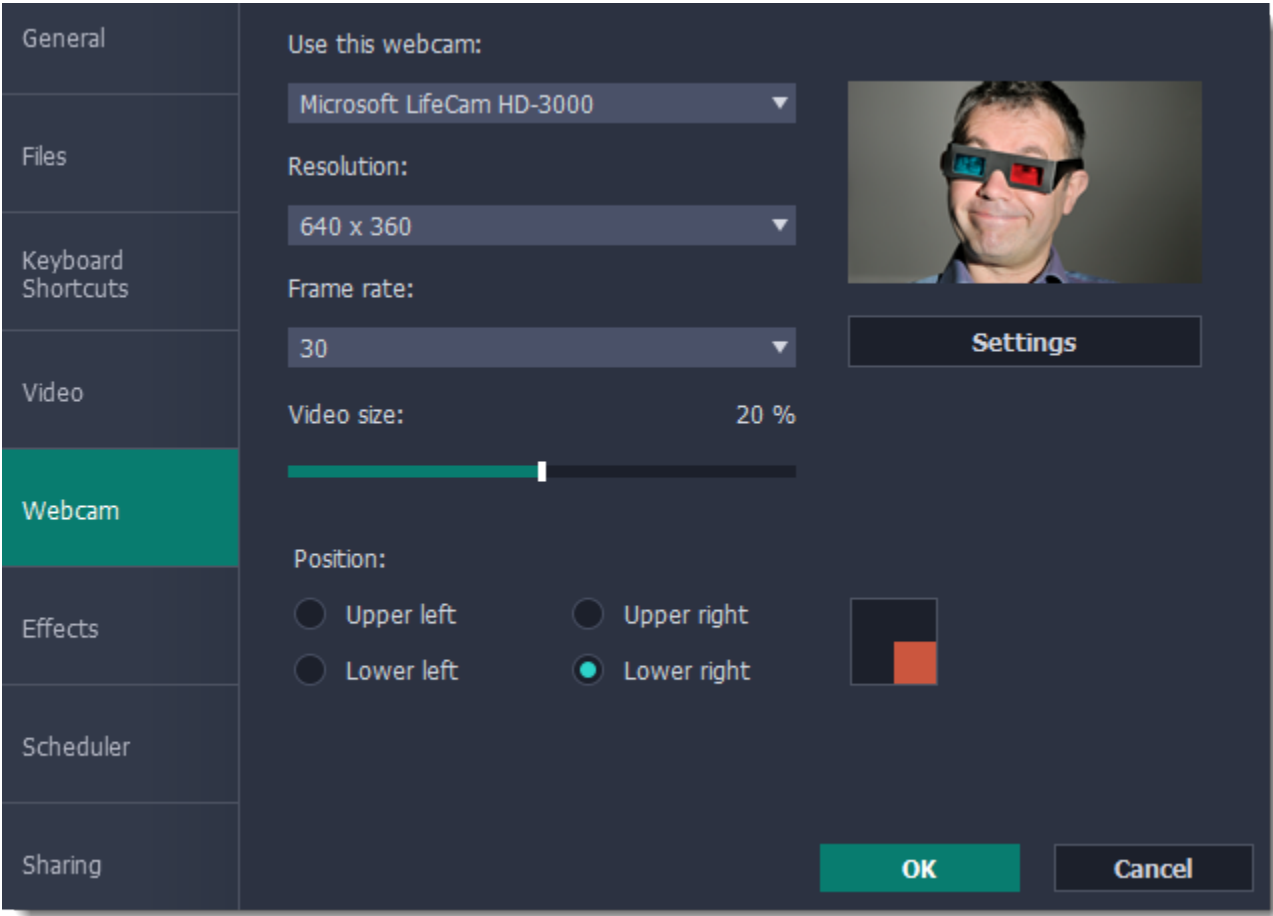 General
Files
Keyboard
Shortcuts
Video
Webcam
Effects
Scheduler
Sharing
Use this webcam:
Microsoft LifeCam HD-3000
Resolution:
640 x 360
Frame rate:
30
Video size:	20 %
Settings
Position:
Upper left	Upper right
Lower left	Lower right
OK	Cancel